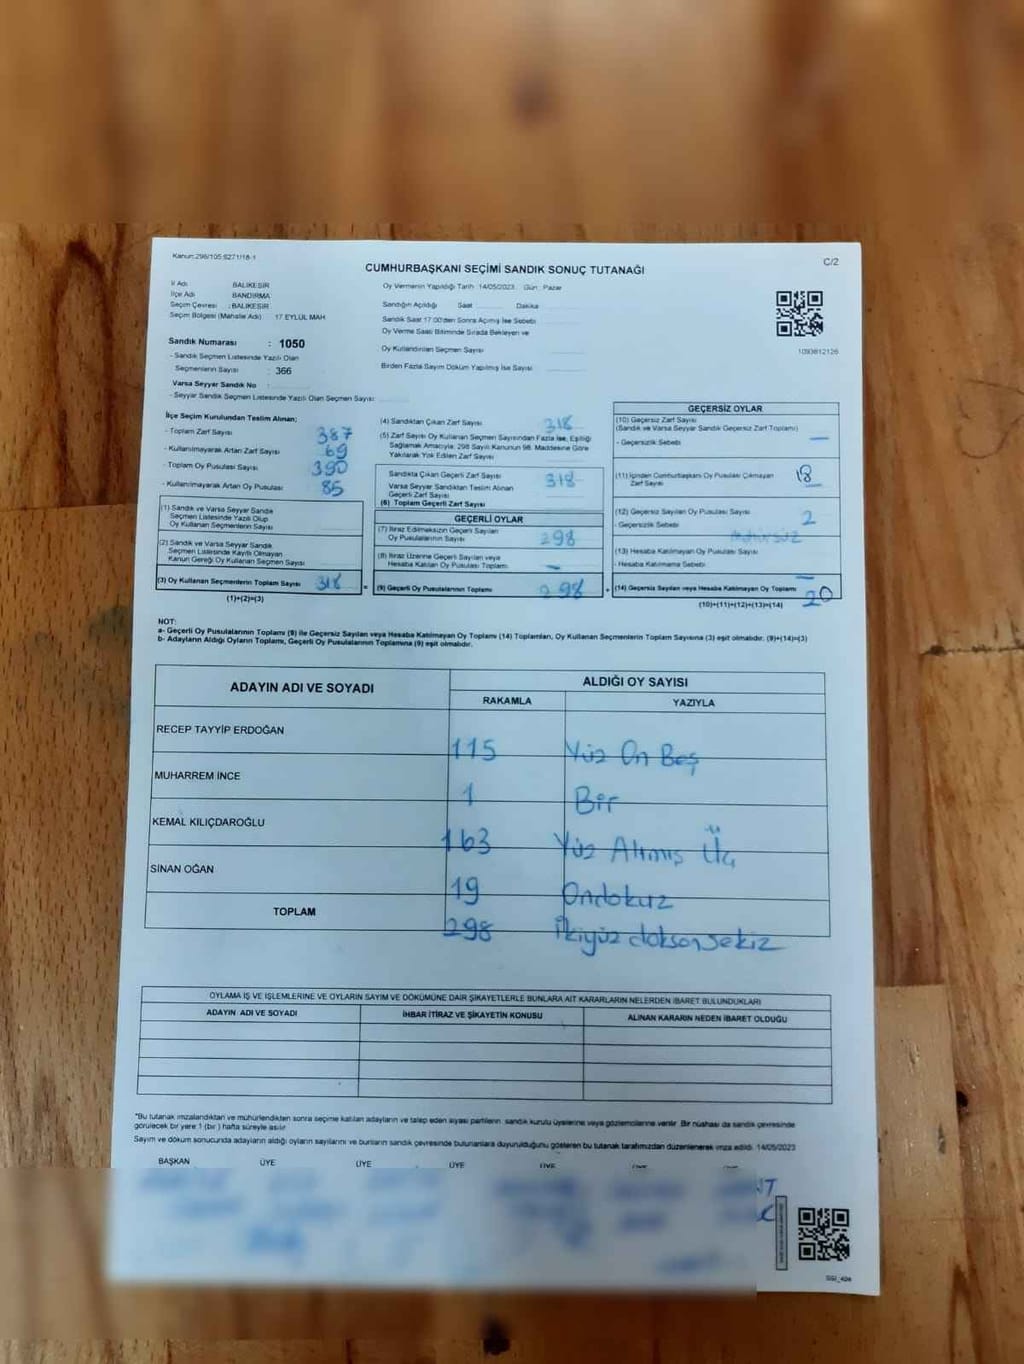 Kanun:298/105:6271/18-1
C/2
CUMHURBAŞKANI SEÇİMİ SANDIK SONUÇ TUTANAĞI
İl Adı BALIKESİR
İlçe Adı BANDIRMA
Seçim Çevresi : BALIKESİR
Seçim Bölgesi (Mahalle Adı) 17 EYLÜL MAH
Oy Vermenin Yapıldığı Tarih 14/05/2023 Gün: Pazar
Sandığın Açıldığı Saat Dakika
Sandık Saat 17:00'den Sonra Açılmış İse Sebebi
Oy Verme Saati Bitiminde Sırada Bekleyen ve
Oy Kullandırılan Seçmen Sayısı
Birden Fazla Sayım Döküm Yapılmış İse Sayısı
1093812126
Sandık Numarası : 1050
- Sandık Seçmen Listesinde Yazılı Olan
Seçmenlerin Sayısı : 366
Varsa Seyyar Sandık No :
- Seyyar Sandık Seçmen Listesinde Yazılı Olan Seçmen Sayısı:
İlçe Seçim Kurulundan Teslim Alınan;
- Toplam Zarf Sayısı 387
- Kullanılmayarak Artan Zarf Sayısı 69
- Toplam Oy Pusulası Sayısı 390
- Kullanılmayarak Artan Oy Pusulası 85
(1) Sandık ve Varsa Seyyar Sandık
Seçmen Listesinde Yazılı Olup
Oy Kullanan Seçmenlerin Sayısı
(2) Sandık ve Varsa Seyyar Sandık
Seçmen Listesinde Kayıtlı Olmayan
Kanun Gereği Oy Kullanan Seçmen Sayısı
(3) Oy Kullanan Seçmenlerin Toplam Sayısı 318
(1)+(2)=(3)
=
(4) Sandıktan Çıkan Zarf Sayısı 318
(5) Zarf Sayısı Oy Kullanan Seçmen Sayısından Fazla İse, Eşitliği
Sağlamak Amacıyla, 298 Sayılı Kanunun 98. Maddesine Göre
Yakılarak Yok Edilen Zarf Sayısı
Sandıkta Çıkan Geçerli Zarf Sayısı 318
Varsa Seyyar Sandıktan Teslim Alınan
Geçerli Zarf Sayısı
(6) Toplam Geçerli Zarf Sayısı
GEÇERLİ OYLAR
(7) İtiraz Edilmeksizin Geçerli Sayılan
Oy Pusulalarının Sayısı 298
(8) İtiraz Üzerine Geçerli Sayılan veya
Hesaba Katılan Oy Pusulası Toplamı -
(9) Geçerli Oy Pusulalarının Toplamı 298
+
GEÇERSİZ OYLAR
(10) Geçersiz Zarf Sayısı
(Sandık ve Varsa Seyyar Sandık Geçersiz Zarf Toplamı)
- Geçersizlik Sebebi -
(11) İçinden Cumhurbaşkanı Oy Pusulası Çıkmayan
Zarf Sayısı 18
(12) Geçersiz Sayılan Oy Pusulası Sayısı 2
- Geçersizlik Sebebi mühürsüz
(13) Hesaba Katılmayan Oy Pusulası Sayısı
- Hesaba Katılmama Sebebi -
(14) Geçersiz Sayılan veya Hesaba Katılmayan Oy Toplamı 20
(10)+(11)+(12)+(13)=(14)
NOT:
a- Geçerli Oy Pusulalarının Toplamı (9) ile Geçersiz Sayılan veya Hesaba Katılmayan Oy Toplamı (14) Toplamları, Oy Kullanan Seçmenlerin Toplam Sayısına (3) eşit olmalıdır. (9)+(14)=(3)
b- Adayların Aldığı Oyların Toplamı, Geçerli Oy Pusulalarının Toplamına (9) eşit olmalıdır.
ADAYIN ADI VE SOYADI
ALDIĞI OY SAYISI
RAKAMLA YAZIYLA
RECEP TAYYİP ERDOĞAN 115 Yüz On Beş
MUHARREM İNCE 1 Bir
KEMAL KILIÇDAROĞLU 163 Yüz Altmış Üç
SİNAN OĞAN 19 Ondokuz
TOPLAM 298 İkiyüz doksansekiz
OYLAMA İŞ VE İŞLEMLERİNE VE OYLARIN SAYIM VE DÖKÜMÜNE DAİR ŞİKAYETLERLE BUNLARA AİT KARARLARIN NELERDEN İBARET BULUNDUKLARI
ADAYIN ADI VE SOYADI İHBAR İTİRAZ VE ŞİKAYETİN KONUSU ALINAN KARARIN NEDEN İBARET OLDUĞU
"Bu tutanak imzalandıktan ve mühürlendikten sonra seçime katılan adayların ve talep eden siyasi partilerin sandık kurulu üyelerine veya gözlemcilerine verilir. Bir nüshası da sandık çevresinde
görülecek bir yere 1 (bir ) hafta süreyle asılır
Sayım ve döküm sonucunda adayların aldığı oyların sayılarını ve bunların sandık çevresinde bulunanlara duyurulduğunu gösteren bu tutanak tarafımızdan düzenlenerek imza edildi. 14/05/2023
BAŞKAN ÜYE ÜYE ÜYE ÜYE